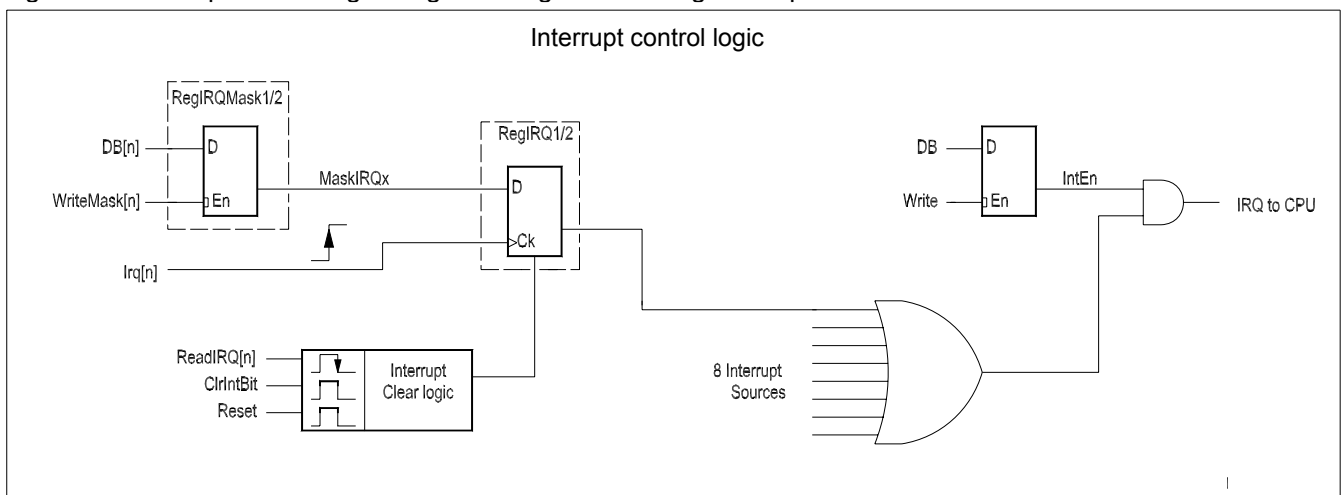 Interrupt control logic
RegIRQMask1/2
DB[n]
D
WriteMask[n]
En
MaskIRQx
Irq[n]
RegIRQ1/2
D
Ck
ReadIRQ[n]
ClrIntBit
Reset
Interrupt
Clear logic
8 Interrupt
Sources
DB
D
Write
En
IntEn
IRQ to CPU